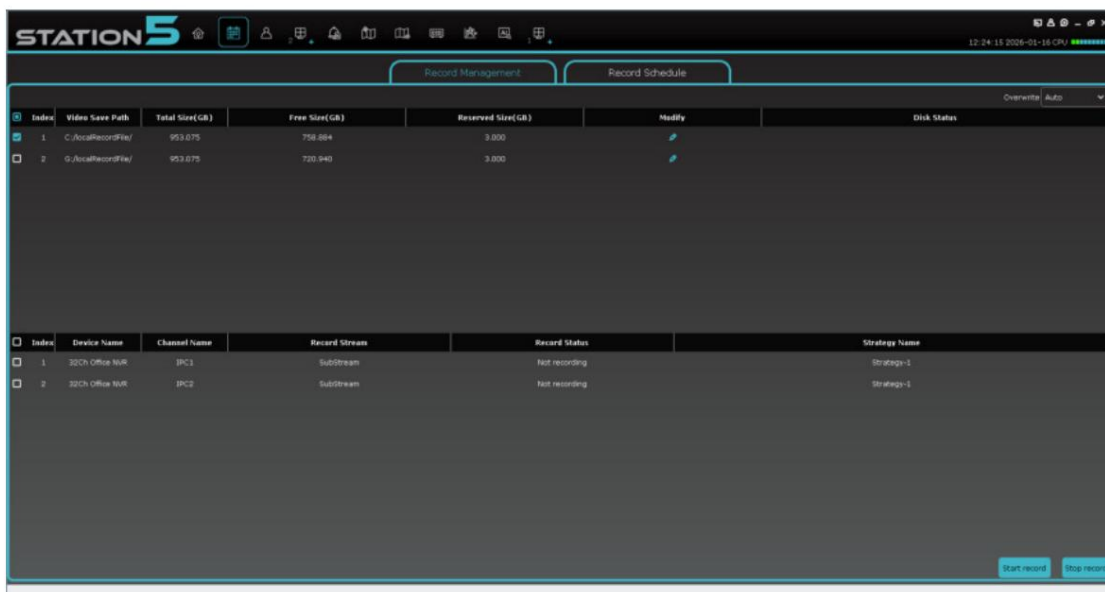 STATION 5
12:24:15 2026-01-16 CPU
Record Management Record Schedule
Overwrite Auto
Index Video Save Path Total Size(GB) Free Size(GB) Reserved Size(GB) Modify Disk Status
1 C:/localRecordFile/ 953.075 758.884 3.000
2 G:/localRecordFile/ 953.075 720.940 3.000
Index Device Name Channel Name Record Stream Record Status Strategy Name
1 32Ch Office NVR IPC1 SubStream Not recording Strategy-1
2 32Ch Office NVR IPC2 SubStream Not recording Strategy-1
Start record Stop record